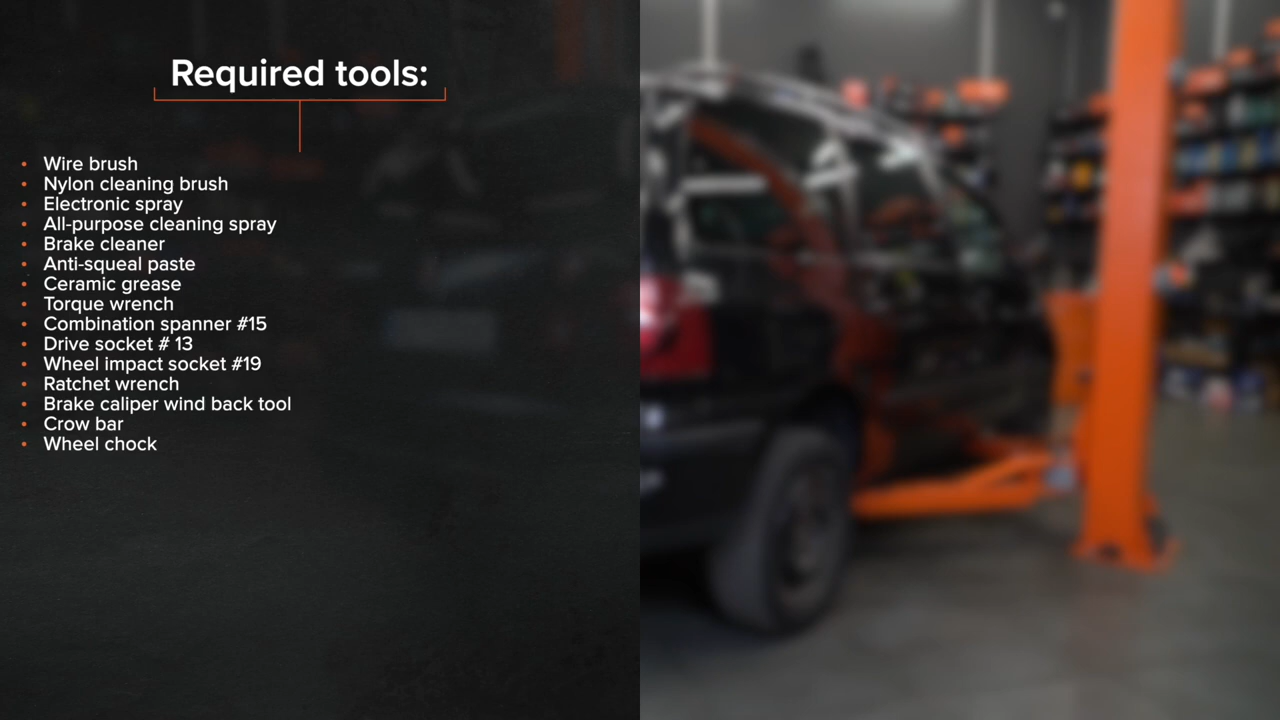 Required tools:
• Wire brush
• Nylon cleaning brush
• Electronic spray
• All-purpose cleaning spray
• Brake cleaner
• Anti-squeal paste
• Ceramic grease
• Torque wrench
• Combination spanner #15
• Drive socket # 13
• Wheel impact socket #19
• Ratchet wrench
• Brake caliper wind back tool
• Crow bar
• Wheel chock